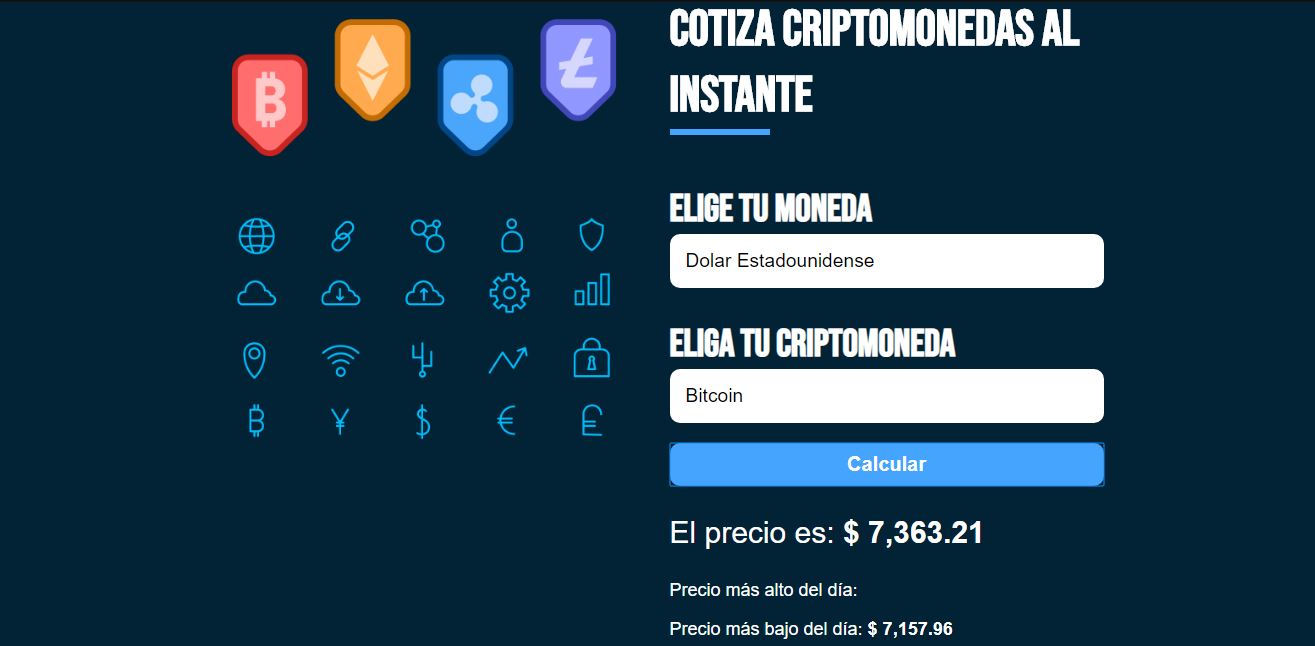 COTIZA CRIPTOMONEDAS AL
INSTANTE
ELIGE TU MONEDA
Dolar Estadounidense
ELIGA TU CRIPTOMONEDA
Bitcoin
Calcular
El precio es: $ 7,363.21
Precio más alto del día:
Precio más bajo del día: $ 7,157.96